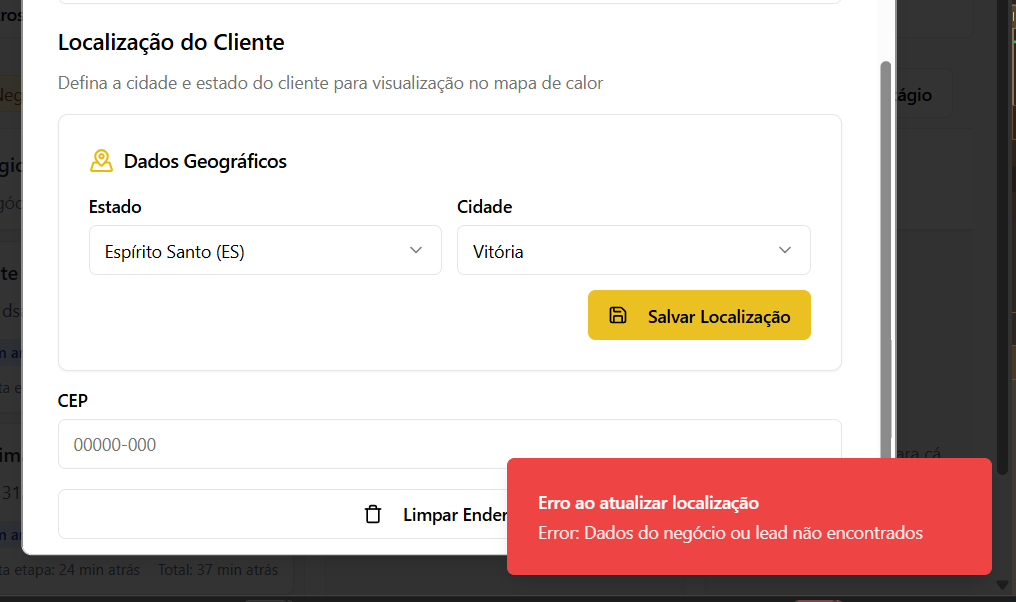 Localização do Cliente
Defina a cidade e estado do cliente para visualização no mapa de calor
Dados Geográficos
Estado
Cidade
Espírito Santo (ES)
Vitória
Salvar Localização
CEP
00000-000
Limpar Ender
Erro ao atualizar localização
Error: Dados do negócio ou lead não encontrados
ta etapa: 24 min atrás
Total: 37 min atrás